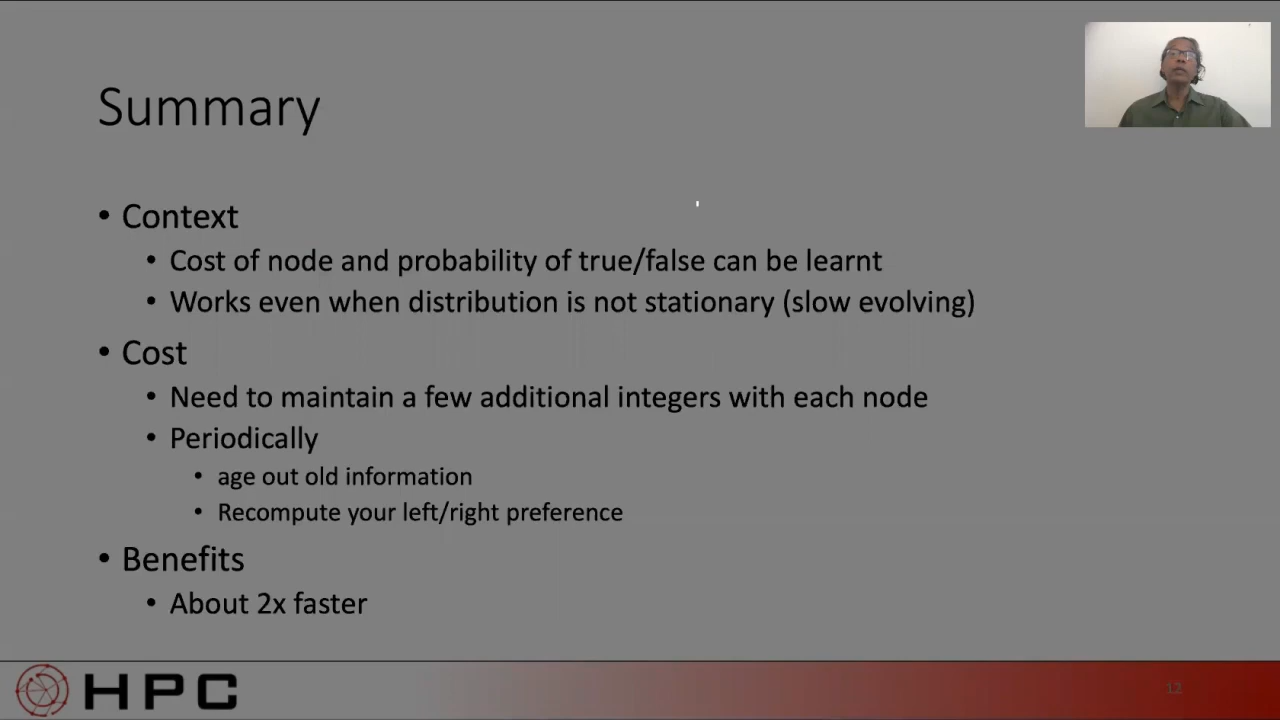 Summary
• Context
• Cost of node and probability of true/false can be learnt
• Works even when distribution is not stationary (slow evolving)
• Cost
• Need to maintain a few additional integers with each node
• Periodically
• age out old information
• Recompute your left/right preference
• Benefits
• About 2x faster
HPC
12